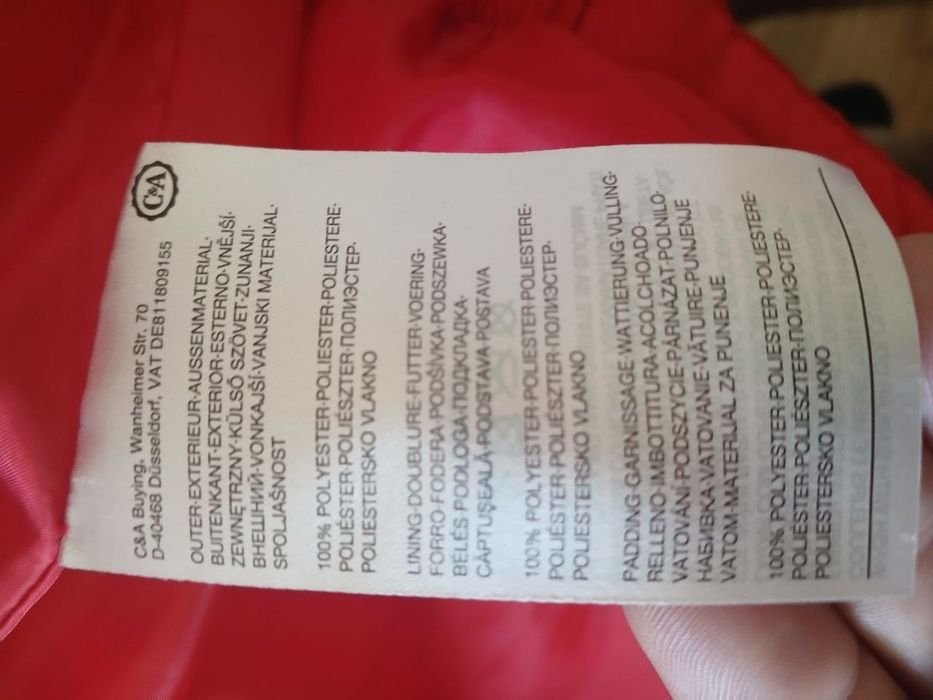 C&A
C&A Buying, Wanheimer Str. 70
D-40468 Düsseldorf, VAT DE811809155
OUTER·EXTERIEUR·AUSSENMATERIAL·
BUITENKANT·EXTERIOR·ESTERNO·VNĚJŠÍ·
ZEWNĘTRZNY·KÜLSŐ SZÖVET·ZUNANJI·
ВНЕШНИЙ·VONKAJŠÍ·VANJSKI MATERIJAL·
SPOLJAŠNOST
100% POLYESTER·POLIESTER·POLIESTERE·
POLIÉSTER·POLIÉSZTER·ПОЛИЭСТЕР·
POLIESTERSKO VLAKNO
LINING·DOUBLURE·FUTTER·VOERING·
FORRO·FODERA·PODŠÍVKA·PODSZEWKA·
BÉLÉS·PODLOGA·ПОДКЛАДКА·
CĂPTUŞEALĂ·PODSTAVA·POSTAVA
100% POLYESTER·POLIESTER·POLIESTERE·
POLIÉSTER·POLIÉSZTER·ПОЛИЭСТЕР·
POLIESTERSKO VLAKNO
PADDING·GARNISSAGE·WATTIERUNG·VULLING·
RELLENO·IMBOTTITURA·ACOLCHOADO·
VATOVÁNÍ·PODSZYCIE·PÁRNÁZAT·POLNILO·
НАБИВКА·VATOVANIE·VĂTUIRE·PUNJENJE
VATOM·MATERIJAL ZA PUNENJE
100% POLYESTER·POLIESTER·POLIESTERE·
POLIÉSTER·POLIÉSZTER·ПОЛИЭСТЕР·
POLIESTERSKO VLAKNO